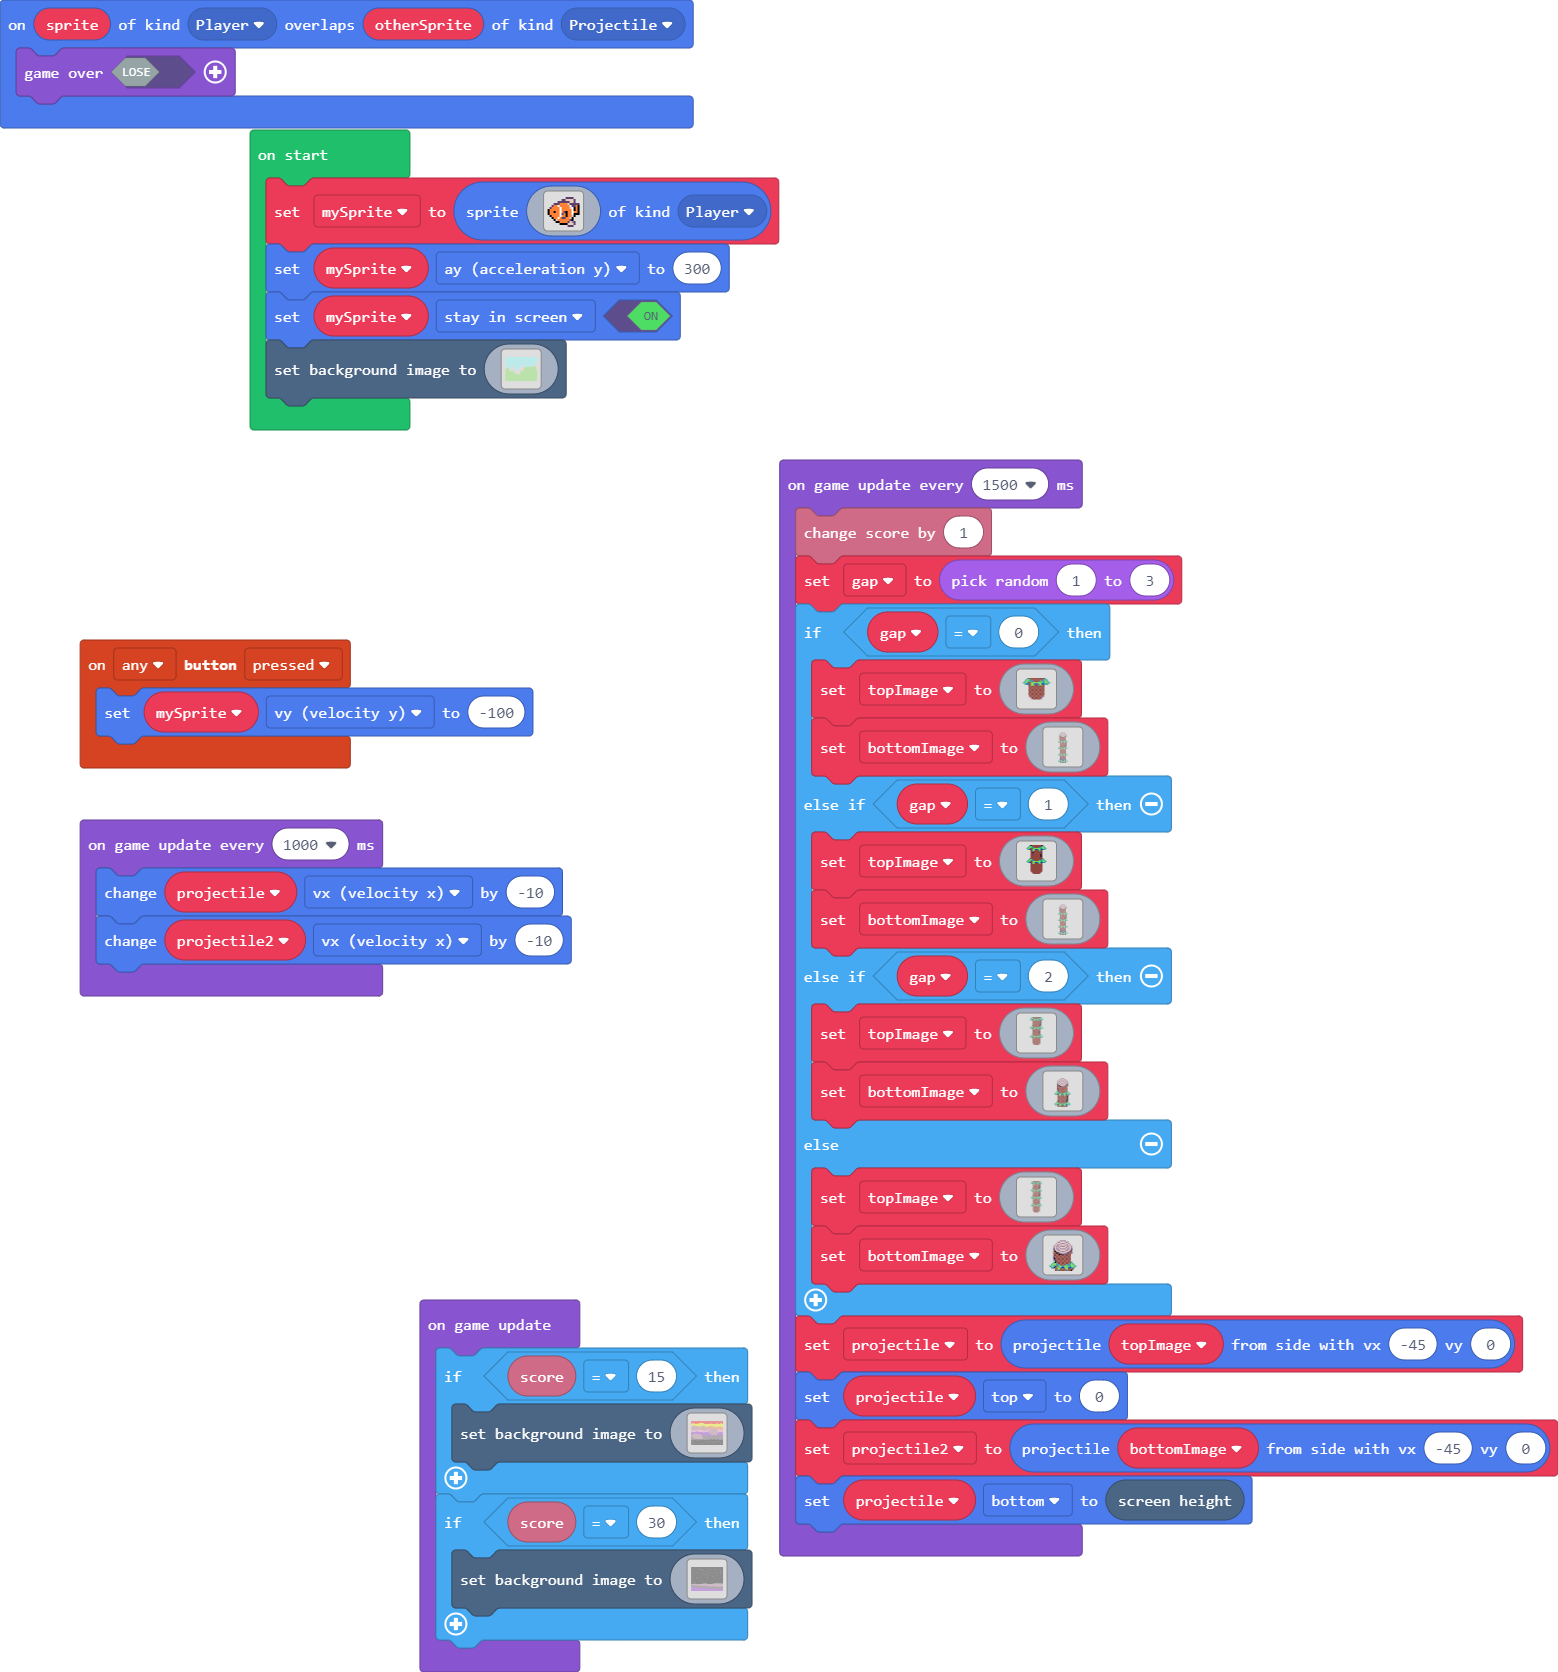 on sprite of kind Player overlaps otherSprite of kind Projectile
game over LOSE
on start
set mySprite to sprite of kind Player
set mySprite ay (acceleration y) to 300
set mySprite stay in screen ON
set background image to
on game update every 1500 ms
change score by 1
set gap to pick random 1 to 3
if gap = 0 then
set topImage to
set bottomImage to
else if gap = 1 then
set topImage to
set bottomImage to
else if gap = 2 then
set topImage to
set bottomImage to
else
set topImage to
set bottomImage to
set projectile to projectile topImage from side with vx -45 vy 0
set projectile top to 0
set projectile2 to projectile bottomImage from side with vx -45 vy 0
set projectile bottom to screen height
on any button pressed
set mySprite vy (velocity y) to -100
on game update every 1000 ms
change projectile vx (velocity x) by -10
change projectile2 vx (velocity x) by -10
on game update
if score = 15 then
set background image to
if score = 30 then
set background image to